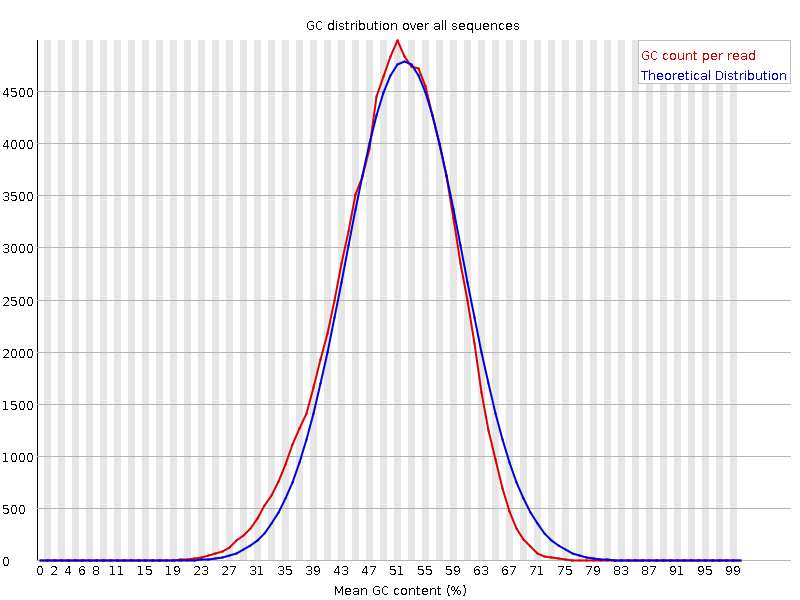 GC distribution over all sequences
GC count per read
Theoretical Distribution
4500
4000
3500
3000
2500
2000
1500
1000
500
0
0 2 4 6 8 11 15 19 23 27 31 35 39 43 47 51 55 59 63 67 71 75 79 83 87 91 95 99
Mean GC content (%)